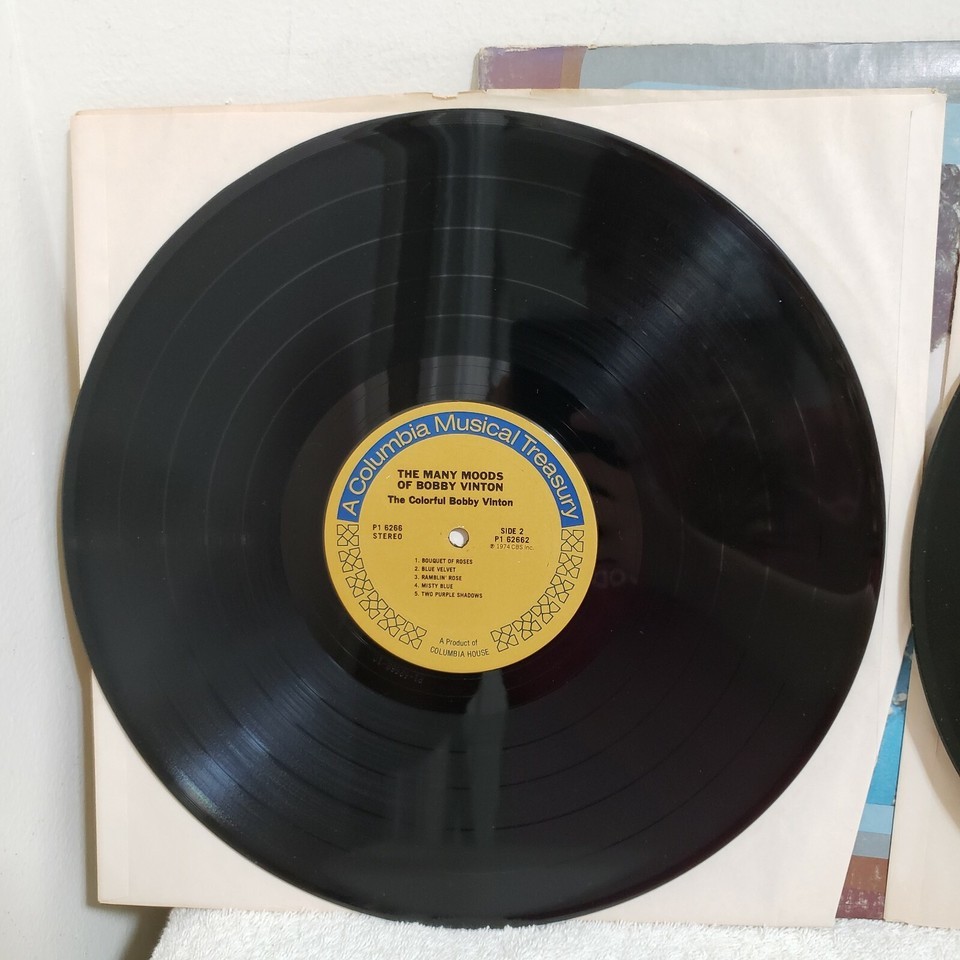 A Columbia Musical Treasury
THE MANY MOODS
OF BOBBY VINTON
The Colorful Bobby Vinton
P1 6266
STEREO
SIDE 2
P1 62662
℗ 1974 CBS Inc.
1. BOUQUET OF ROSES
2. BLUE VELVET
3. RAMBLIN' ROSE
4. MISTY BLUE
5. TWO PURPLE SHADOWS
A Product of
COLUMBIA HOUSE